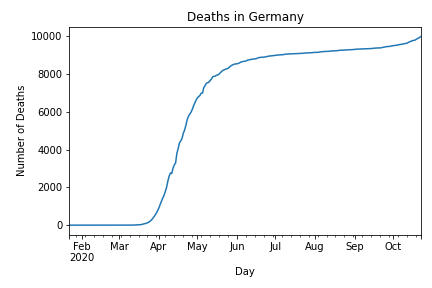 Deaths in Germany
Number of Deaths
10000
8000
6000
4000
2000
0
Feb Mar Apr May Jun Jul Aug Sep Oct
2020
Day